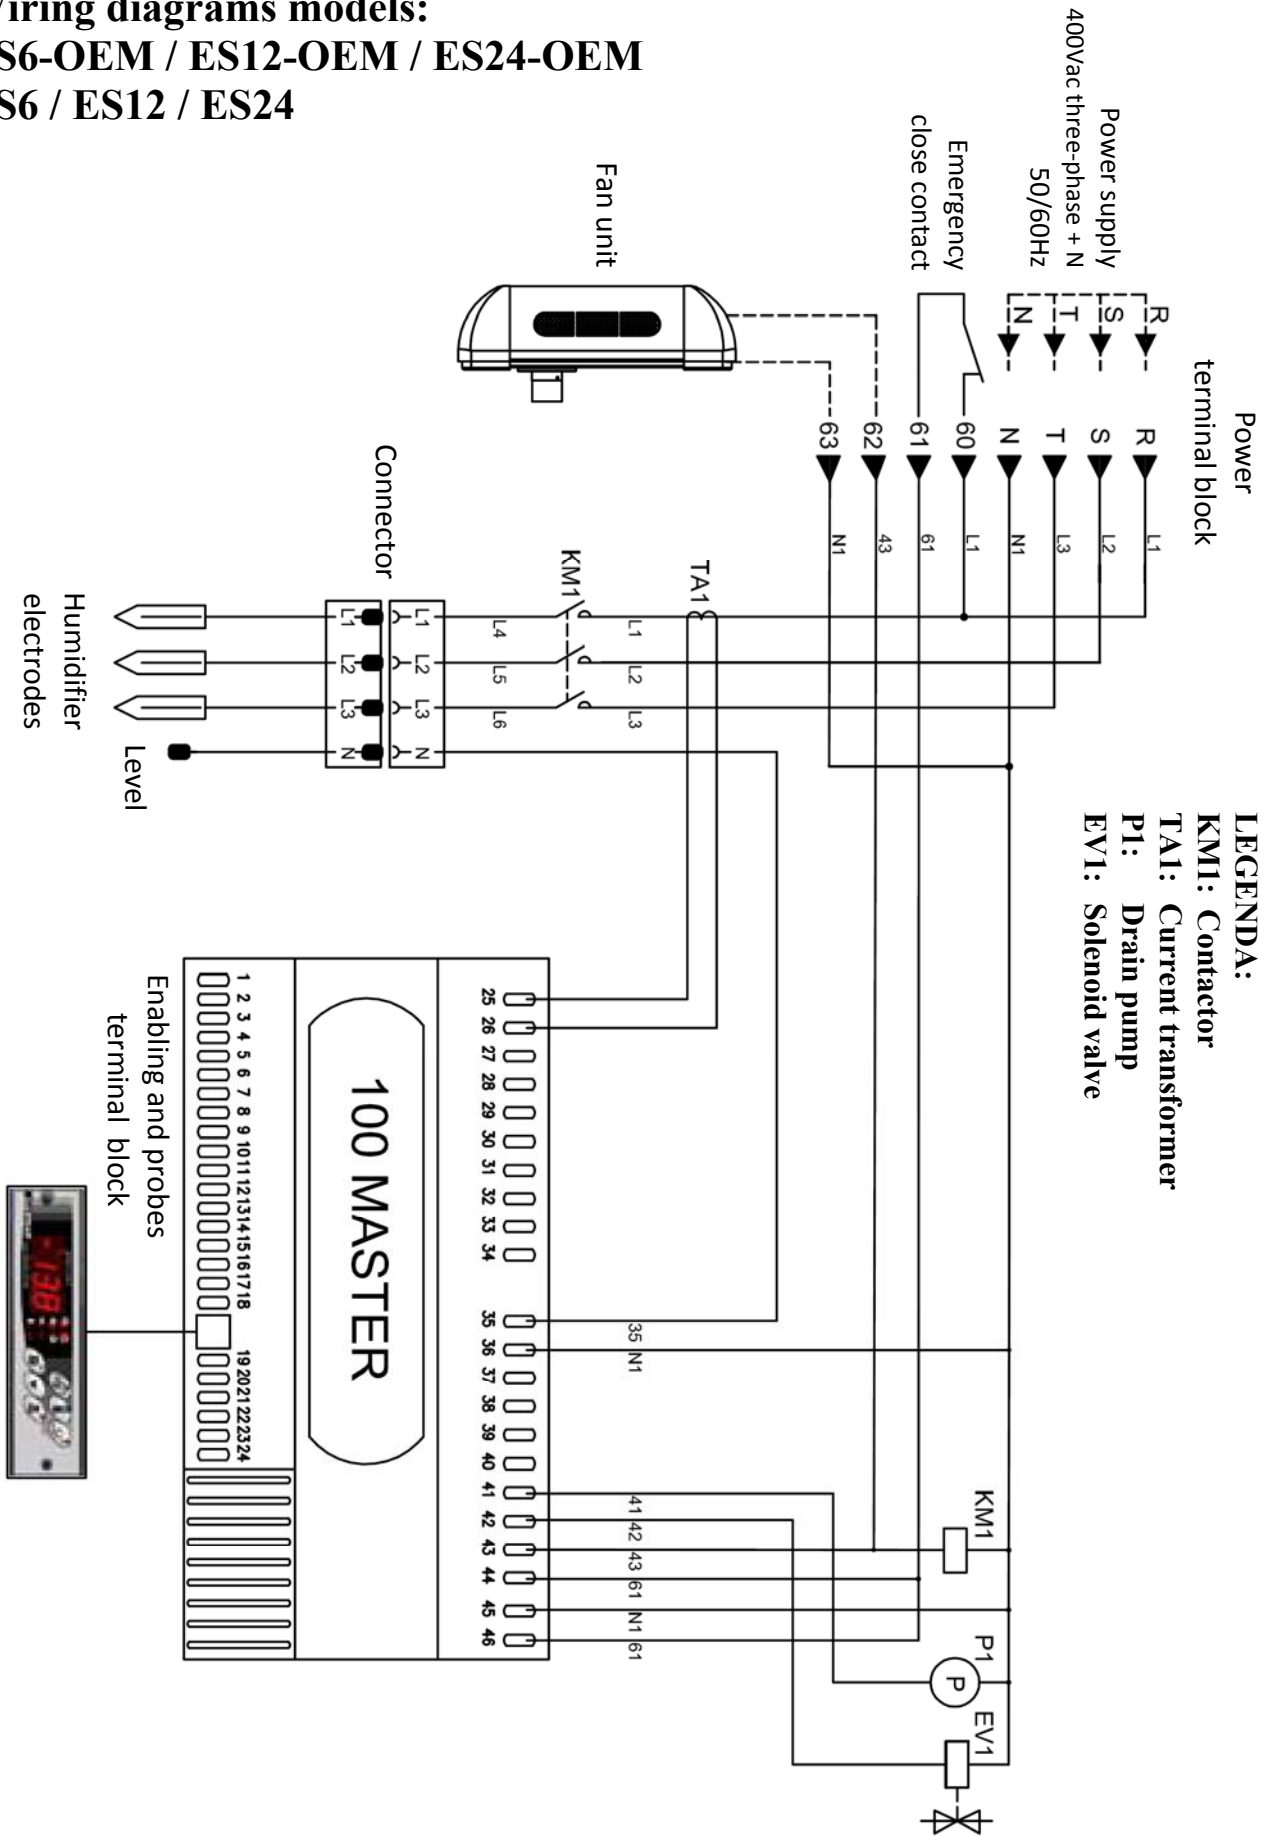 Wiring diagrams models:
ES6-OEM / ES12-OEM / ES24-OEM
ES6 / ES12 / ES24
Power
terminal block
Power supply
400Vac three-phase + N
50/60Hz
Emergency
close contact
Fan unit
R
S
T
N
R
S
T
N
60
61
62
63
L1
L2
L3
N1
L1
61
43
N1
LEGENDA:
KM1: Contactor
TA1: Current transformer
P1: Drain pump
EV1: Solenoid valve
TA1
KM1
L1
L2
L3
L4
L5
L6
Connector
L1
L2
L3
N
L1
L2
L3
N
Humidifier
electrodes
Level
KM1
P1
P
EV1
35 N1
41 42 43 61 N1 61
25 26 27 28 29 30 31 32 33 34
35 36 37 38 39 40 41 42 43 44 45 46
100 MASTER
1 2 3 4 5 6 7 8 9 10 11 12 13 14 15 16 17 18
19 20 21 22 23 24
Enabling and probes
terminal block